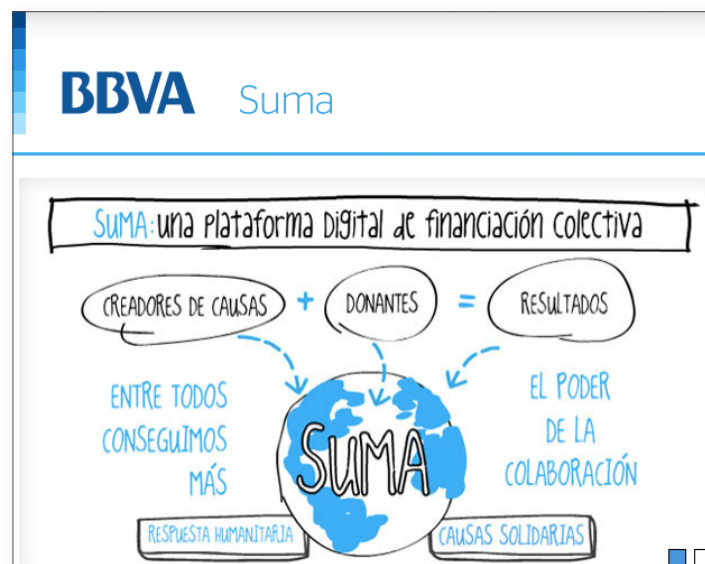 BBVA Suma
SUMA: una Plataforma Digital de financiación colectiva
CREADORES DE CAUSAS + DONANTES = RESULTADOS
ENTRE TODOS
CONSEGUIMOS
MÁS
EL PODER
DE LA
COLABORACIÓN
SUMA
RESPUESTA HUMANITARIA
CAUSAS SOLIDARIAS